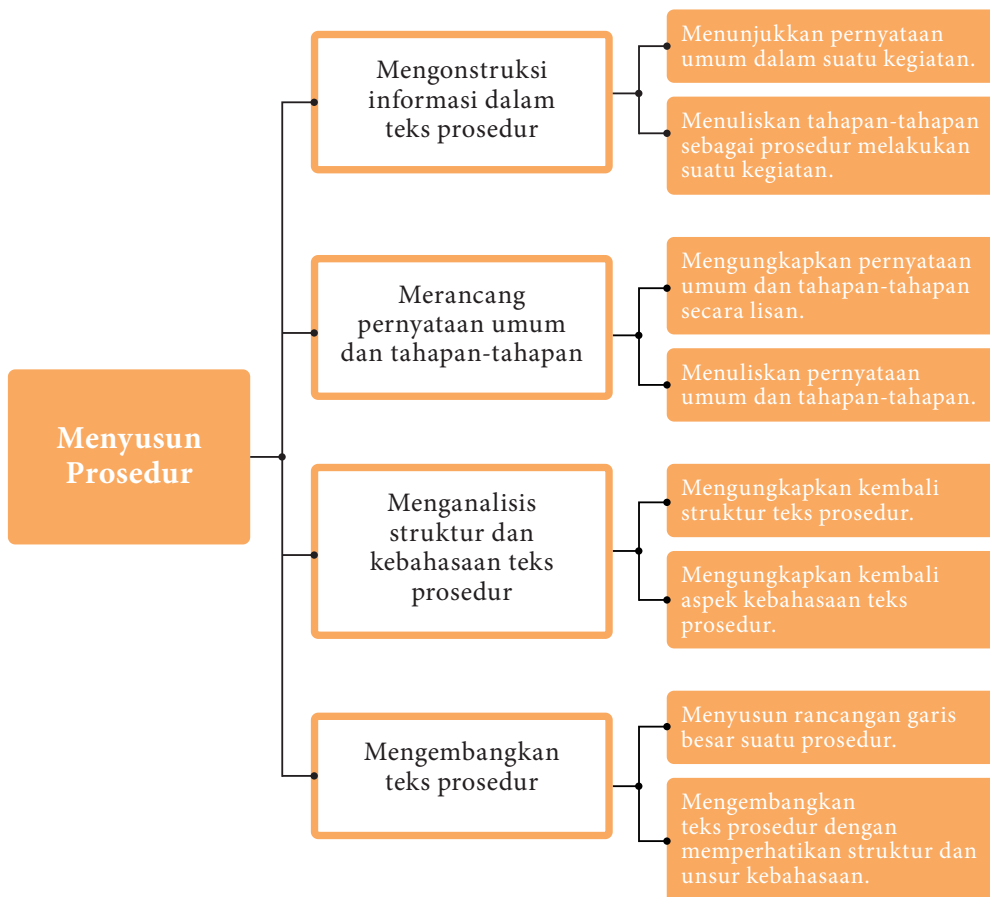 Menyusun
Prosedur
Mengonstruksi
informasi dalam
teks prosedur
Menunjukkan pernyataan
umum dalam suatu kegiatan.
Menuliskan tahapan-tahapan
sebagai prosedur melakukan
suatu kegiatan.
Merancang
pernyataan umum
dan tahapan-tahapan
Mengungkapkan pernyataan
umum dan tahapan-tahapan
secara lisan.
Menuliskan pernyataan
umum dan tahapan-tahapan.
Menganalisis
struktur dan
kebahasaan teks
prosedur
Mengungkapkan kembali
struktur teks prosedur.
Mengungkapkan kembali
aspek kebahasaan teks
prosedur.
Mengembangkan
teks prosedur
Menyusun rancangan garis
besar suatu prosedur.
Mengembangkan
teks prosedur dengan
memperhatikan struktur dan
unsur kebahasaan.